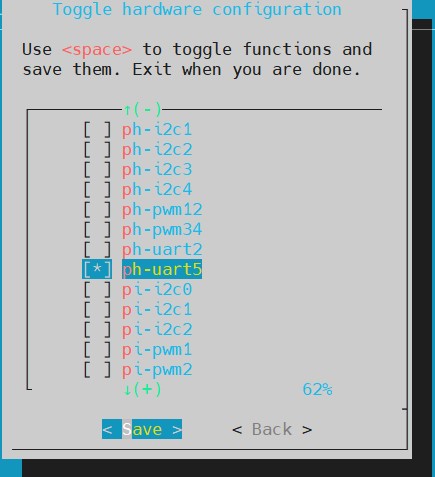 Toggle hardware configuration
Use <space> to toggle functions and
save them. Exit when you are done.
↑(-)
[ ] ph-i2c1
[ ] ph-i2c2
[ ] ph-i2c3
[ ] ph-i2c4
[ ] ph-pwm12
[ ] ph-pwm34
[ ] ph-uart2
[*] ph-uart5
[ ] pi-i2c0
[ ] pi-i2c1
[ ] pi-i2c2
[ ] pi-pwm1
[ ] pi-pwm2
↓(+) 62%
< Save > < Back >